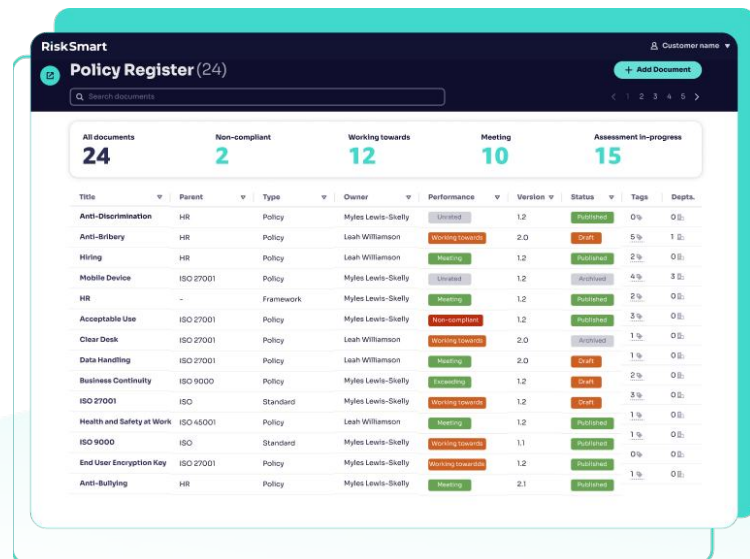 RiskSmart
Customer name
Policy Register (24)
+ Add Document
Search documents
< 1 2 3 4 5 >
All documents Non-compliant Working towards Meeting Assessment in-progress
24 2 12 10 15
Title Parent Type Owner Performance Version Status Tags Depts.
Anti-Discrimination HR Policy Myles Lewis-Skelly Unrated 1.2 Published 0 0
Anti-Bribery HR Policy Leah Williamson Working towards 2.0 Draft 5 1
Hiring HR Policy Leah Williamson Meeting 1.2 Published 2 0
Mobile Device ISO 27001 Policy Myles Lewis-Skelly Unrated 1.2 Archived 4 3
HR - Framework Myles Lewis-Skelly Meeting 1.2 Published 2 0
Acceptable Use ISO 27001 Policy Myles Lewis-Skelly Non-compliant 1.2 Published 3 0
Clear Desk ISO 27001 Policy Leah Williamson Working towards 2.0 Archived 1 0
Data Handling ISO 27001 Policy Leah Williamson Meeting 2.0 Draft 1 0
Business Continuity ISO 9000 Policy Myles Lewis-Skelly Exceeding 1.2 Draft 2 0
ISO 27001 ISO Standard Myles Lewis-Skelly Working towards 1.2 Draft 3 0
Health and Safety at Work ISO 45001 Policy Leah Williamson Meeting 1.2 Published 1 0
ISO 9000 ISO Standard Myles Lewis-Skelly Working towards 1.1 Published 1 0
End User Encryption Key ISO 27001 Policy Myles Lewis-Skelly Working towardds 1.2 Published 0 0
Anti-Bullying HR Policy Myles Lewis-Skelly Meeting 2.1 Published 1 0